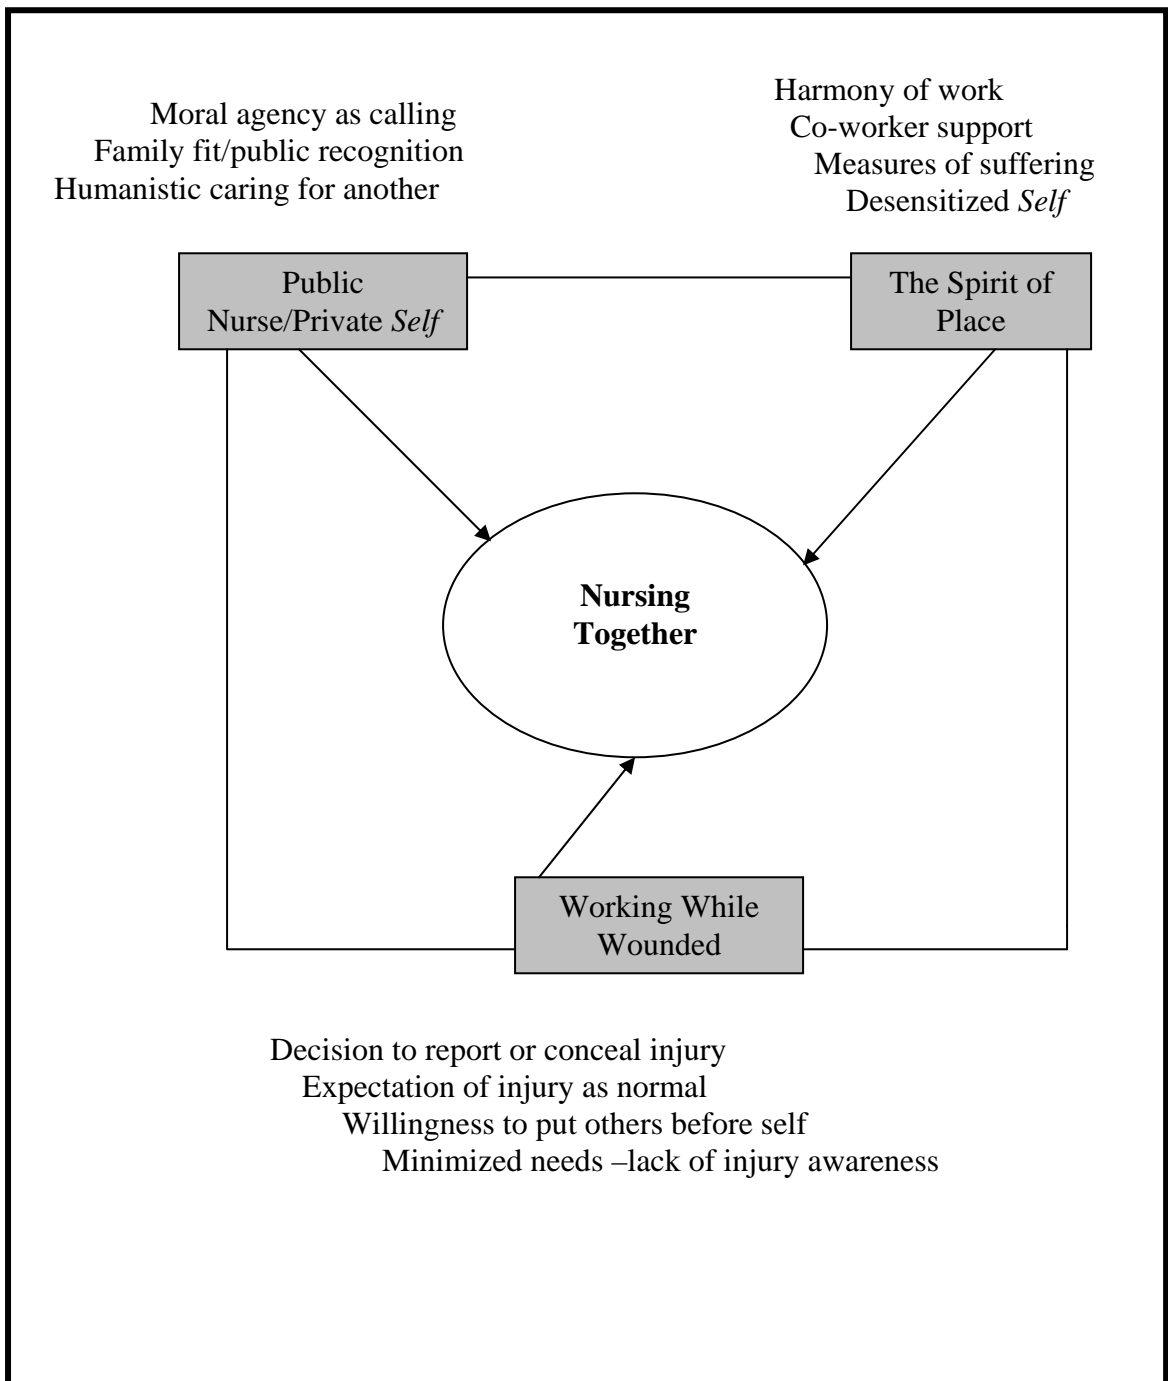 Moral agency as calling
Family fit/public recognition
Humanistic caring for another
Harmony of work
Co-worker support
Measures of suffering
Desensitized Self
Public
Nurse/Private Self
The Spirit of
Place
Nursing
Together
Working While
Wounded
Decision to report or conceal injury
Expectation of injury as normal
Willingness to put others before self
Minimized needs –lack of injury awareness